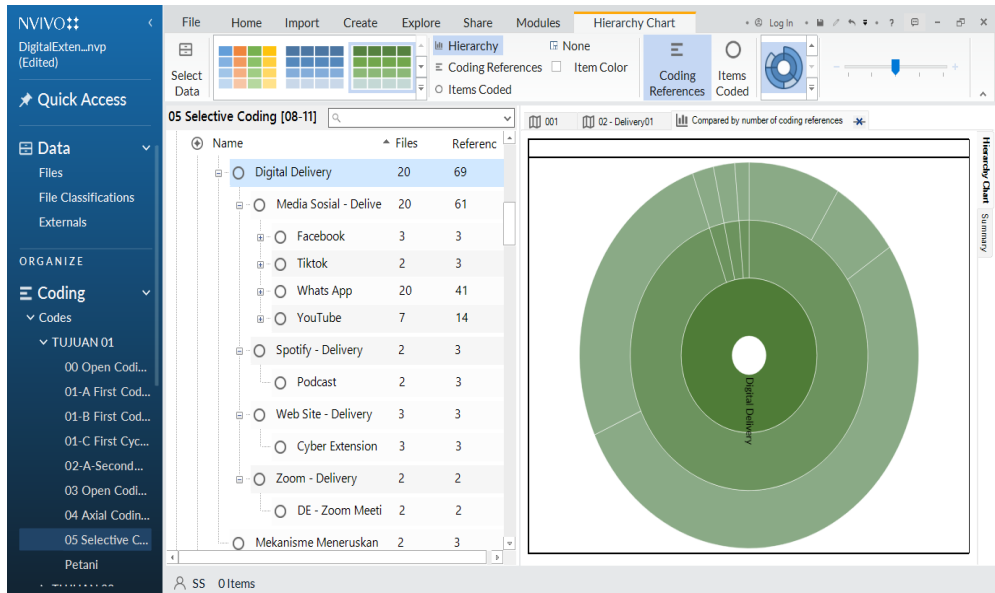 NVIVO
DigitalExten...nvp
(Edited)
Quick Access
Data
Files
File Classifications
Externals
ORGANIZE
Coding
Codes
TUJUAN 01
00 Open Codi...
01-A First Cod...
01-B First Cod...
01-C First Cyc...
02-A-Second...
03 Open Codi...
04 Axial Codin...
05 Selective C...
Petani
File Home Import Create Explore Share Modules Hierarchy Chart Log In ?
Select
Data
Hierarchy None
Coding References Item Color
Items Coded
Coding
References
Items
Coded
05 Selective Coding [08-11]
Name Files Referenc
Digital Delivery 20 69
Media Sosial - Delive 20 61
Facebook 3 3
Tiktok 2 3
Whats App 20 41
YouTube 7 14
Spotify - Delivery 2 3
Podcast 2 3
Web Site - Delivery 3 3
Cyber Extension 3 3
Zoom - Delivery 2 2
DE - Zoom Meeti 2 2
Mekanisme Meneruskan 2 3
001 02 - Delivery01 Compared by number of coding references
Digital Delivery
Hierarchy Chart
Summary
SS 0 Items